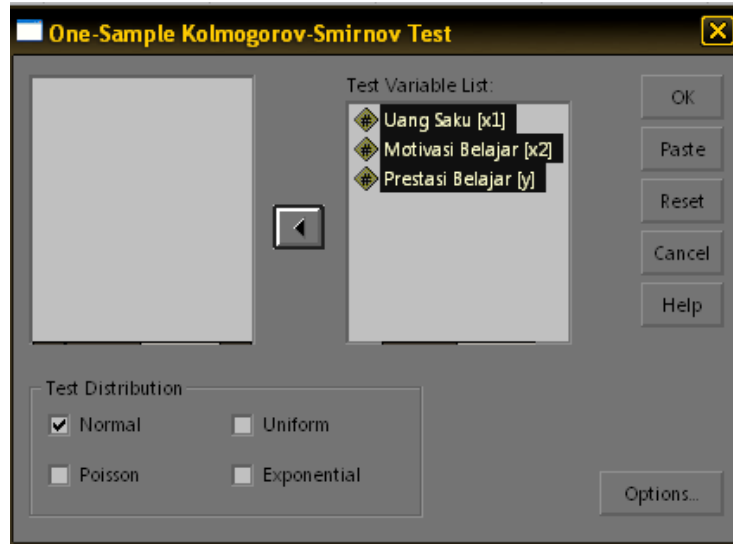 One-Sample Kolmogorov-Smirnov Test
Test Variable List:
# Uang Saku [x1]
# Motivasi Belajar [x2]
# Prestasi Belajar [y]
OK
Paste
Reset
Cancel
Help
Test Distribution
Normal
Uniform
Poisson
Exponential
Options...